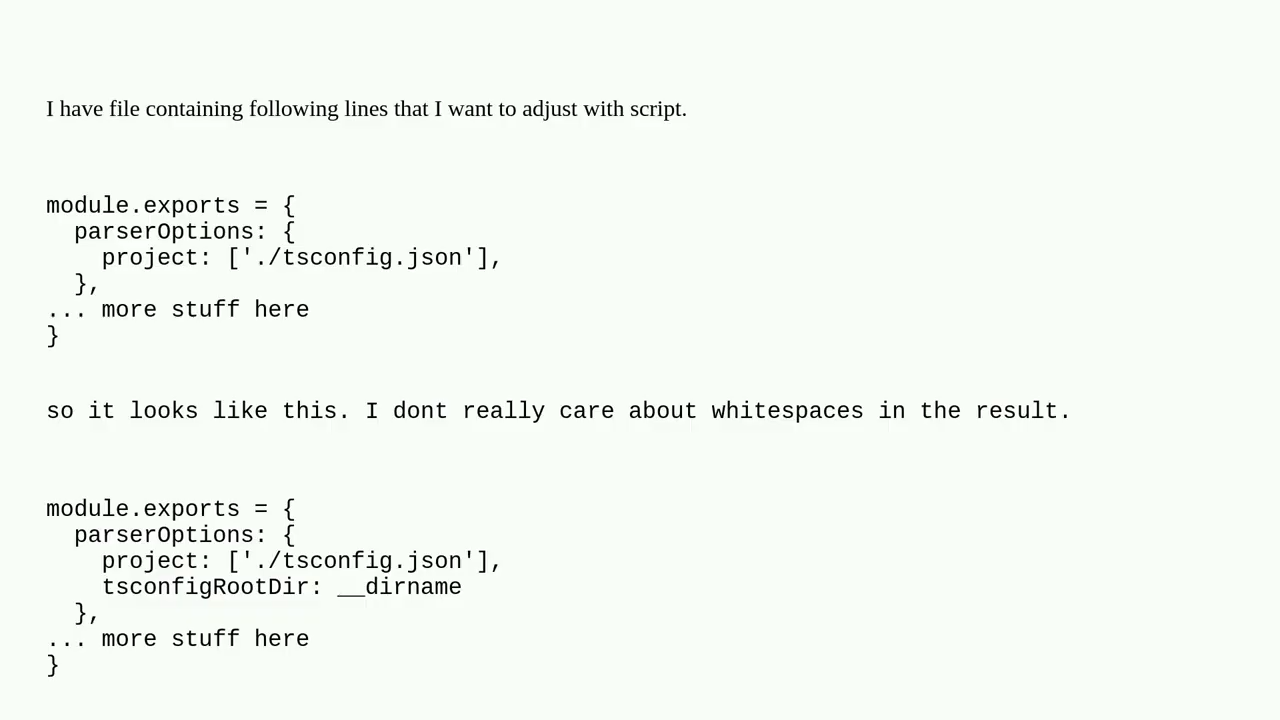 I have file containing following lines that I want to adjust with script.
module.exports = {
  parserOptions: {
    project: ['./tsconfig.json'],
  },
... more stuff here
}
so it looks like this. I dont really care about whitespaces in the result.
module.exports = {
  parserOptions: {
    project: ['./tsconfig.json'],
    tsconfigRootDir: __dirname
  },
... more stuff here
}